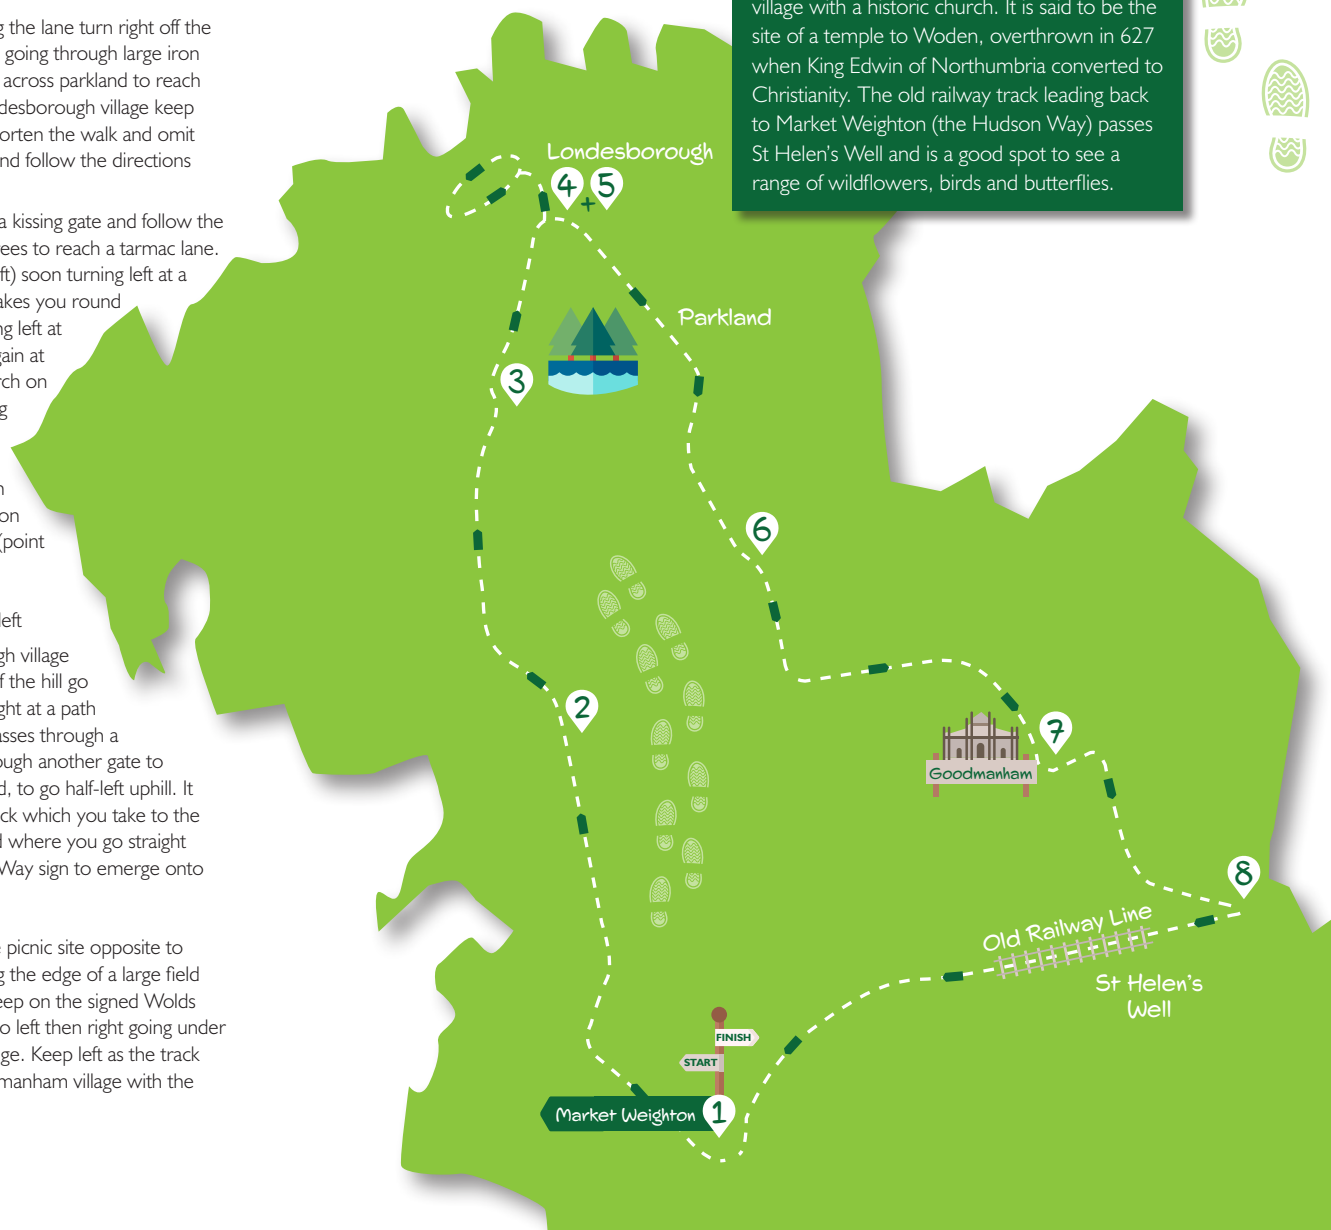 g the lane turn right off the
going through large iron
across parkland to reach
desborough village keep
orten the walk and omit
nd follow the directions
a kissing gate and follow the
rees to reach a tarmac lane.
ft) soon turning left at a
akes you round
ng left at
gain at
rch on
g
n
on
(point
left
gh village
f the hill go
ght at a path
asses through a
ough another gate to
d, to go half-left uphill. It
ck which you take to the
d where you go straight
Way sign to emerge onto
e picnic site opposite to
g the edge of a large field
eep on the signed Wolds
o left then right going under
ge. Keep left as the track
manham village with the
village with a historic church. It is said to be the
site of a temple to Woden, overthrown in 627
when King Edwin of Northumbria converted to
Christianity. The old railway track leading back
to Market Weighton (the Hudson Way) passes
St Helen's Well and is a good spot to see a
range of wildflowers, birds and butterflies.
Londesborough
4 + 5
Parkland
3
6
2
7
Goodmanham
8
Old Railway Line
St Helen's
Well
FINISH
START
Market Weighton 1